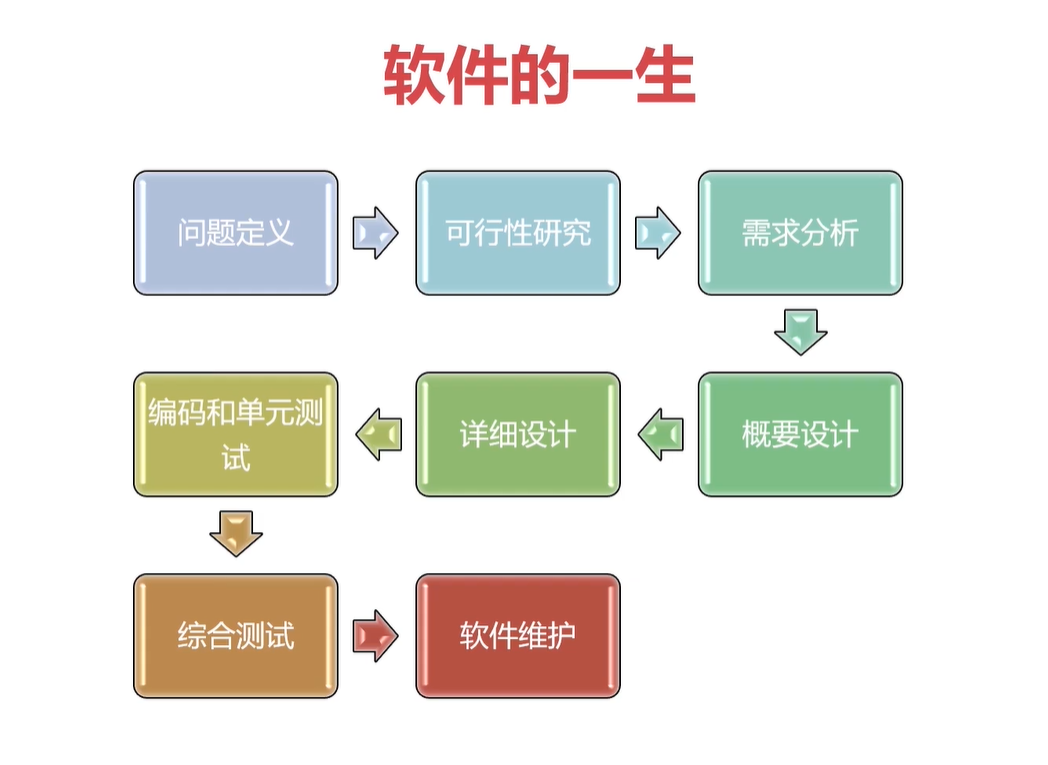 软件的一生
问题定义
可行性研究
需求分析
概要设计
详细设计
编码和单元测
试
综合测试
软件维护